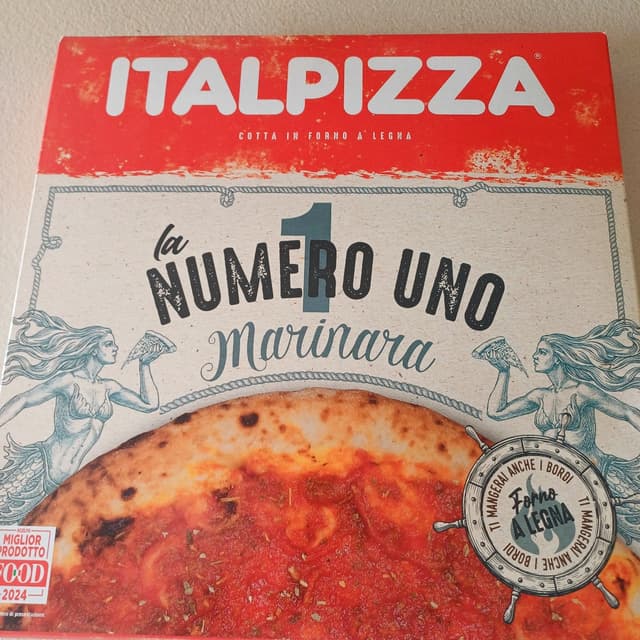 ITALPIZZA
COTTA IN FORNO A LEGNA
1
la
NUMERO UNO
Marinara
TI MANGERAI ANCHE I BORDI
Forno
A LEGNA
TI MANGERAI ANCHE I BORDI
MIGLIOR
PRODOTTO
FOOD
2024